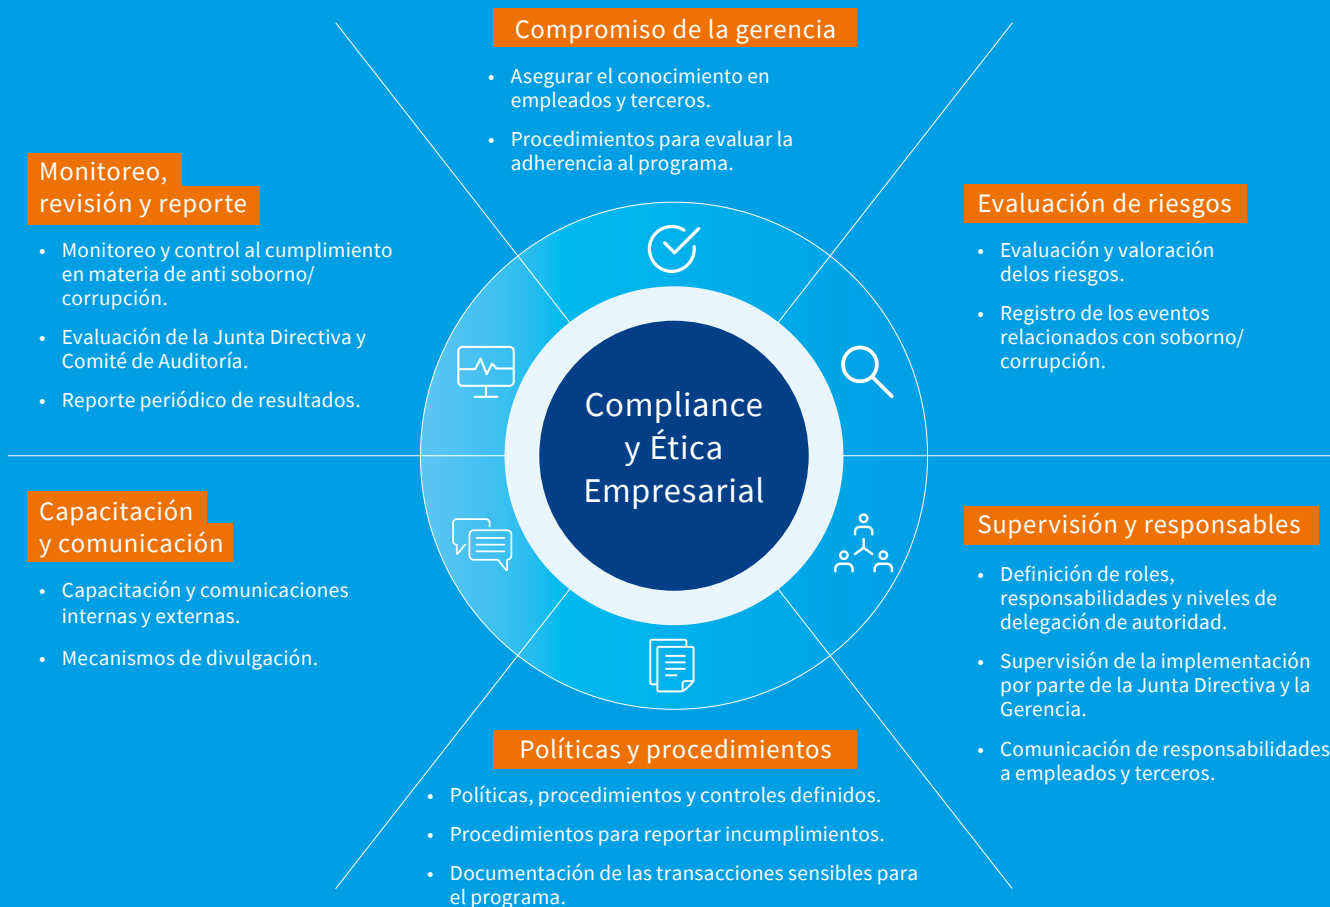 Compromiso de la gerencia
• Asegurar el conocimiento en
empleados y terceros.
• Procedimientos para evaluar la
adherencia al programa.
Monitoreo,
revisión y reporte
• Monitoreo y control al cumplimiento
en materia de anti soborno/
corrupción.
• Evaluación de la Junta Directiva y
Comité de Auditoría.
• Reporte periódico de resultados.
Evaluación de riesgos
• Evaluación y valoración
delos riesgos.
• Registro de los eventos
relacionados con soborno/
corrupción.
Compliance
y Ética
Empresarial
Capacitación
y comunicación
• Capacitación y comunicaciones
internas y externas.
• Mecanismos de divulgación.
Supervisión y responsables
• Definición de roles,
responsabilidades y niveles de
delegación de autoridad.
• Supervisión de la implementación
por parte de la Junta Directiva y la
Gerencia.
• Comunicación de responsabilidades
a empleados y terceros.
Políticas y procedimientos
• Políticas, procedimientos y controles definidos.
• Procedimientos para reportar incumplimientos.
• Documentación de las transacciones sensibles para
el programa.